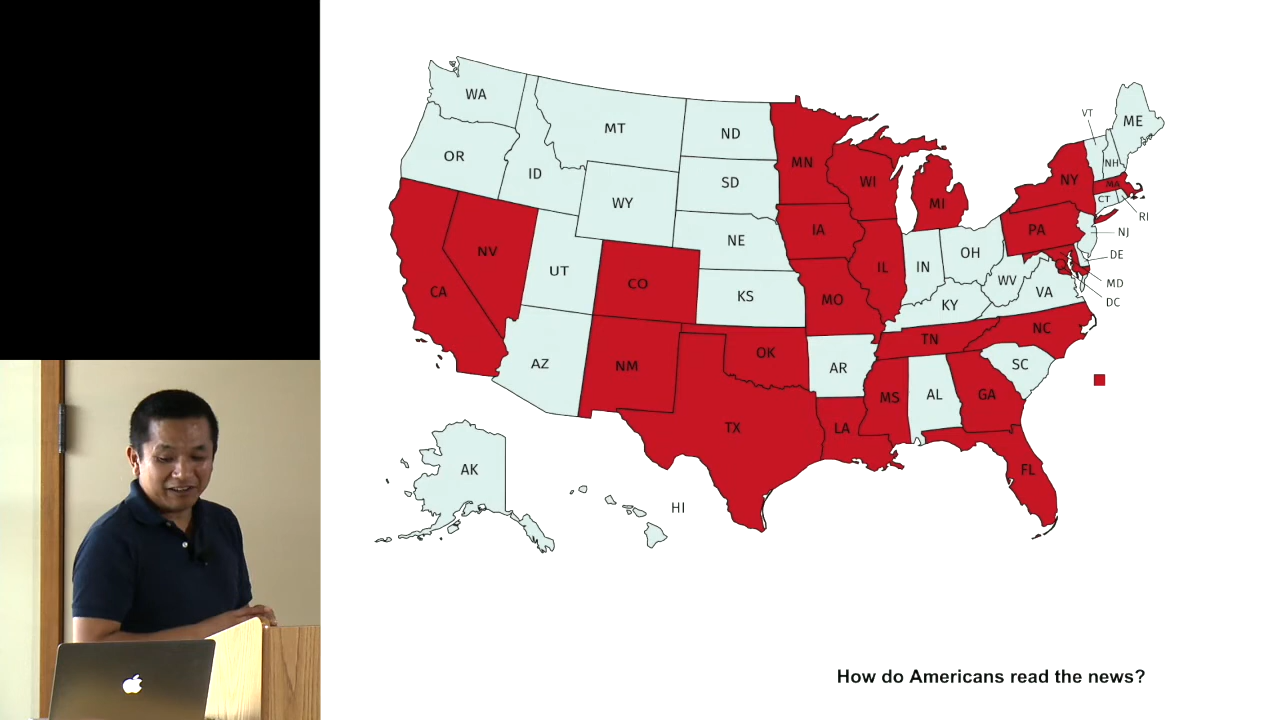 WA
MT
ND
MN
VT
ME
OR
ID
SD
WI
NY
NH
MA
WY
MI
CT
RI
NE
IA
PA
NJ
NV
UT
CO
IL
IN
OH
DE
CA
KS
MO
KY
WV
VA
MD
DC
AZ
NM
OK
AR
TN
NC
SC
TX
LA
MS
AL
GA
AK
HI
FL
How do Americans read the news?